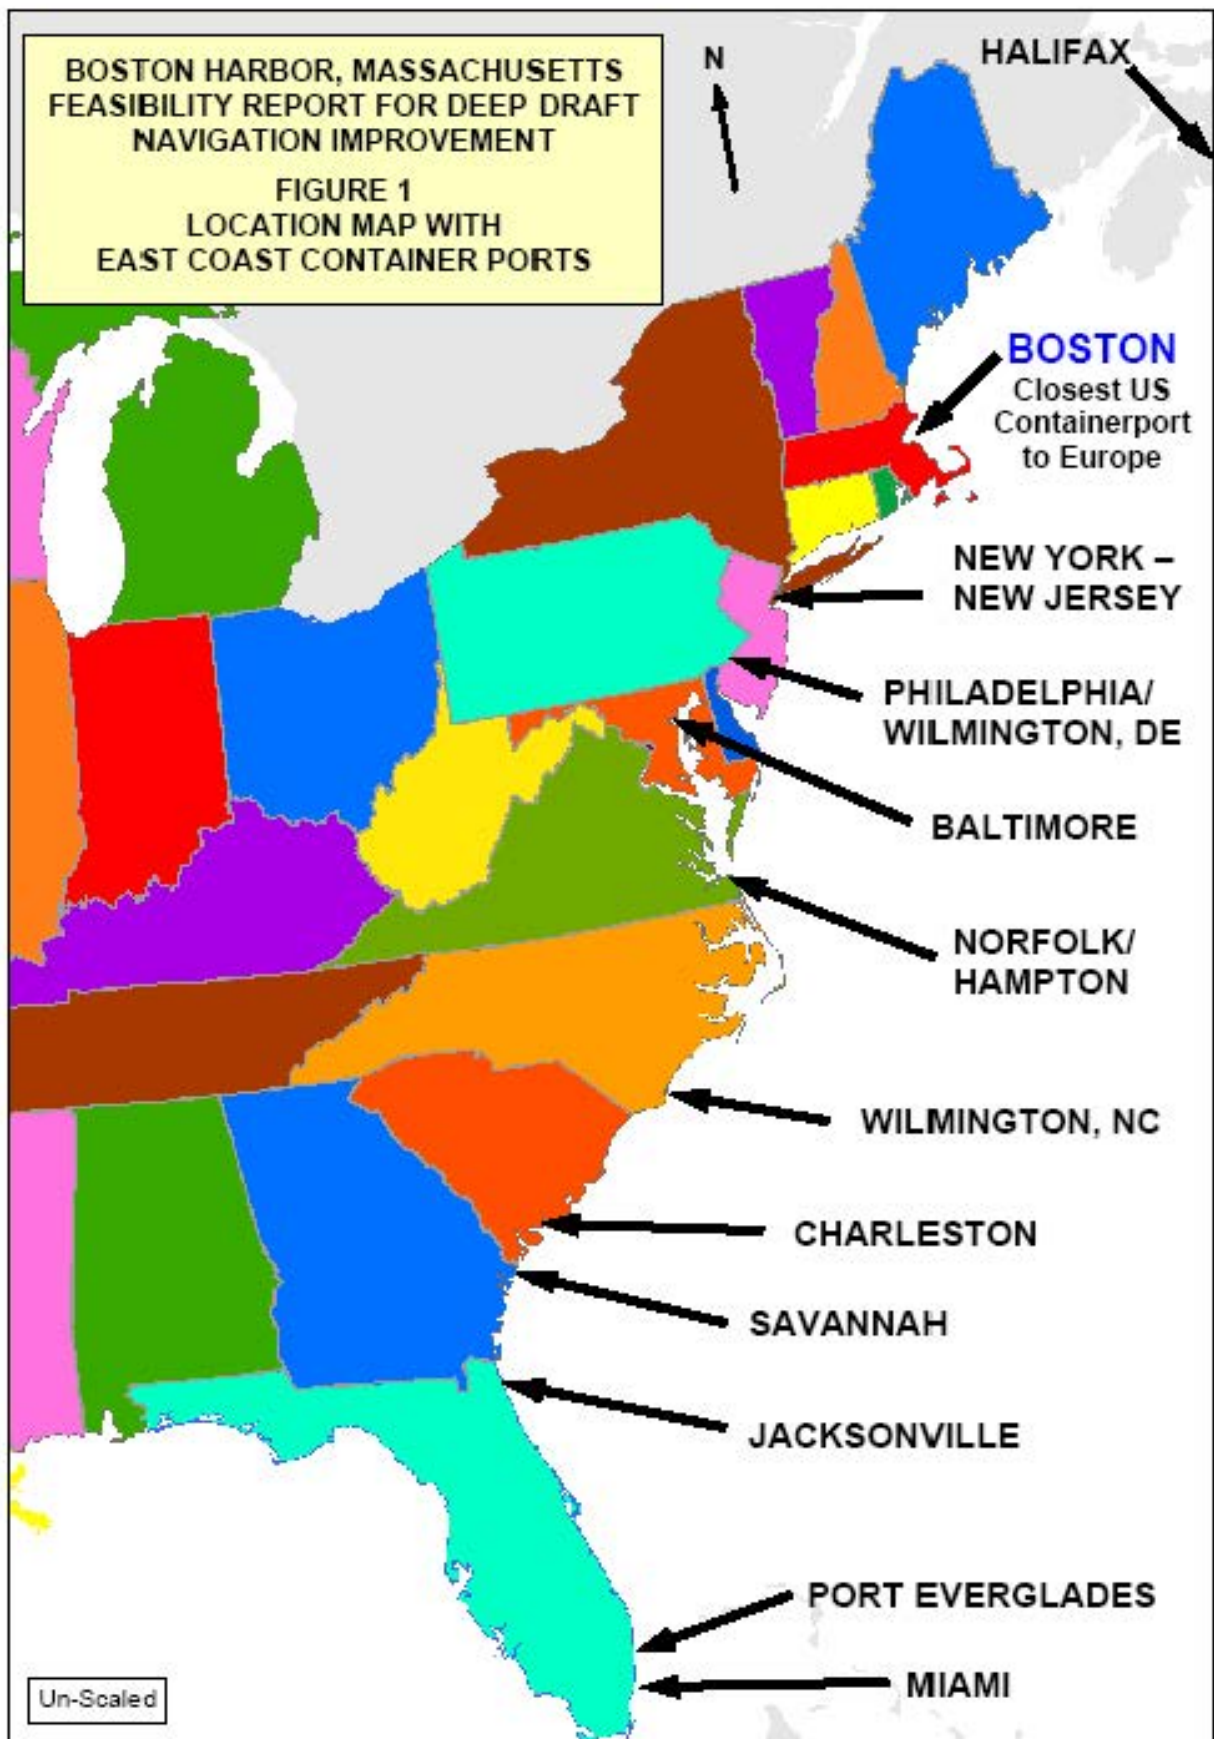 BOSTON HARBOR, MASSACHUSETTS
FEASIBILITY REPORT FOR DEEP DRAFT
NAVIGATION IMPROVEMENT
FIGURE 1
LOCATION MAP WITH
EAST COAST CONTAINER PORTS
N
HALIFAX
BOSTON
Closest US
Containerport
to Europe
NEW YORK –
NEW JERSEY
PHILADELPHIA/
WILMINGTON, DE
BALTIMORE
NORFOLK/
HAMPTON
WILMINGTON, NC
CHARLESTON
SAVANNAH
JACKSONVILLE
PORT EVERGLADES
MIAMI
Un-Scaled